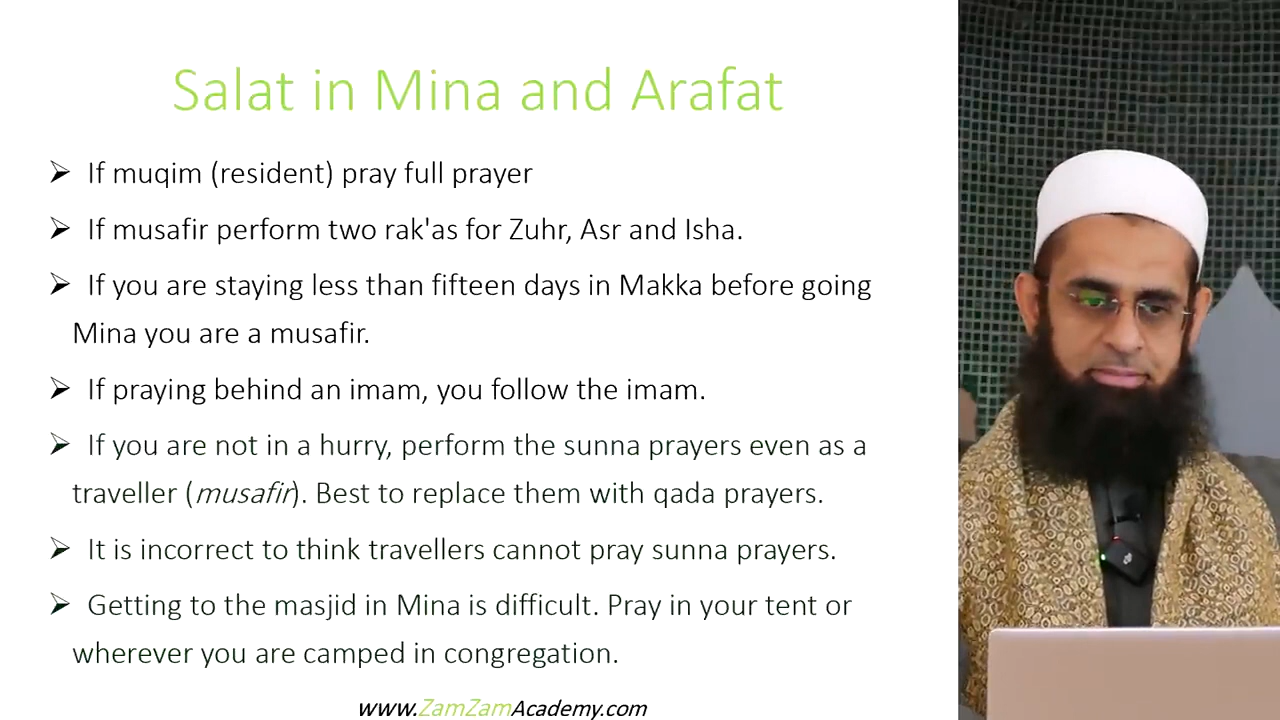 Salat in Mina and Arafat
➢ If muqim (resident) pray full prayer
➢ If musafir perform two rak'as for Zuhr, Asr and Isha.
➢ If you are staying less than fifteen days in Makka before going
Mina you are a musafir.
➢ If praying behind an imam, you follow the imam.
➢ If you are not in a hurry, perform the sunna prayers even as a
traveller (musafir). Best to replace them with qada prayers.
➢ It is incorrect to think travellers cannot pray sunna prayers.
➢ Getting to the masjid in Mina is difficult. Pray in your tent or
wherever you are camped in congregation.
www.ZamZamAcademy.com